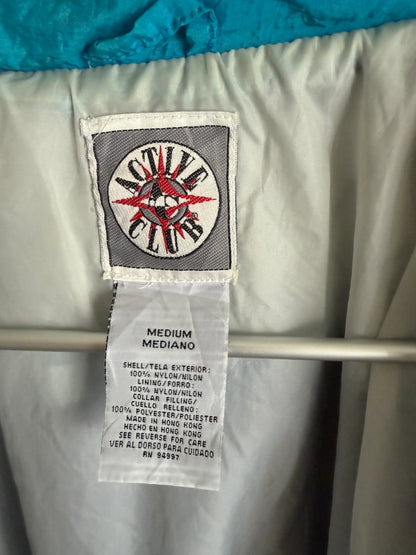 ACTIVE
CLUB
MEDIUM
MEDIANO
SHELL/TELA EXTERIOR:
100% NYLON/NILON
LINING/FORRO:
100% NYLON/NILON
COLLAR FILLING/
CUELLO RELLENO:
100% POLYESTER/POLIESTER
MADE IN HONG KONG
HECHO EN HONG KONG
SEE REVERSE FOR CARE
VER AL DORSO PARA CUIDADO
RN 94997